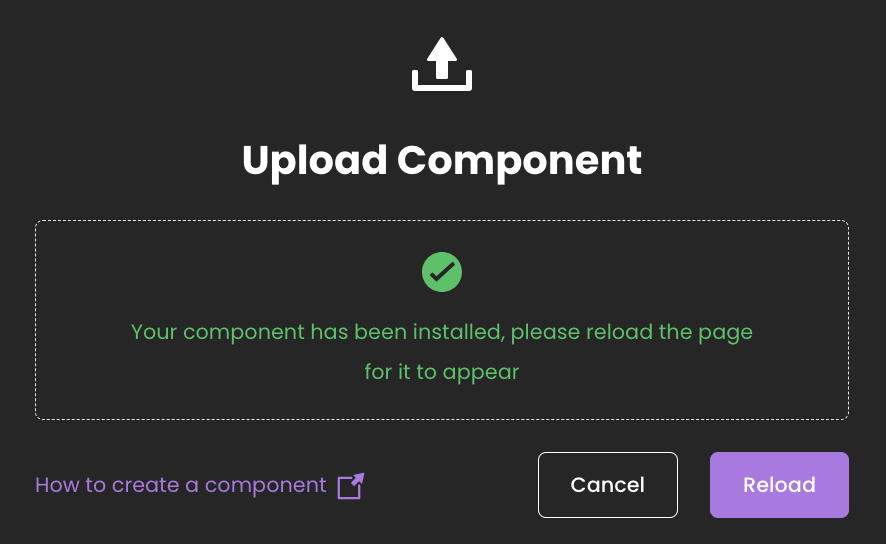 Upload Component
Your component has been installed, please reload the page
for it to appear
How to create a component
Cancel
Reload